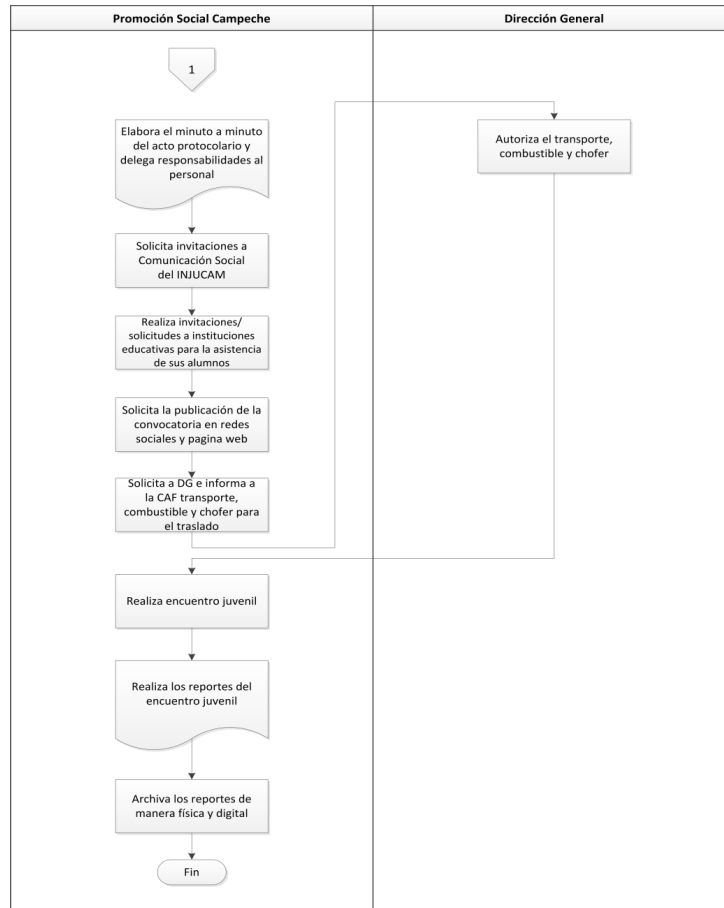 Promoción Social Campeche
Dirección General
1
Elabora el minuto a minuto
del acto protocolario y
delega responsabilidades al
personal
Autoriza el transporte,
combustible y chofer
Solicita invitaciones a
Comunicación Social
del INJUCAM
Realiza invitaciones/
solicitudes a instituciones
educativas para la asistencia
de sus alumnos
Solicita la publicación de la
convocatoria en redes
sociales y pagina web
Solicita a DG e informa a
la CAF transporte,
combustible y chofer para
el traslado
Realiza encuentro juvenil
Realiza los reportes del
encuentro juvenil
Archiva los reportes de
manera física y digital
Fin